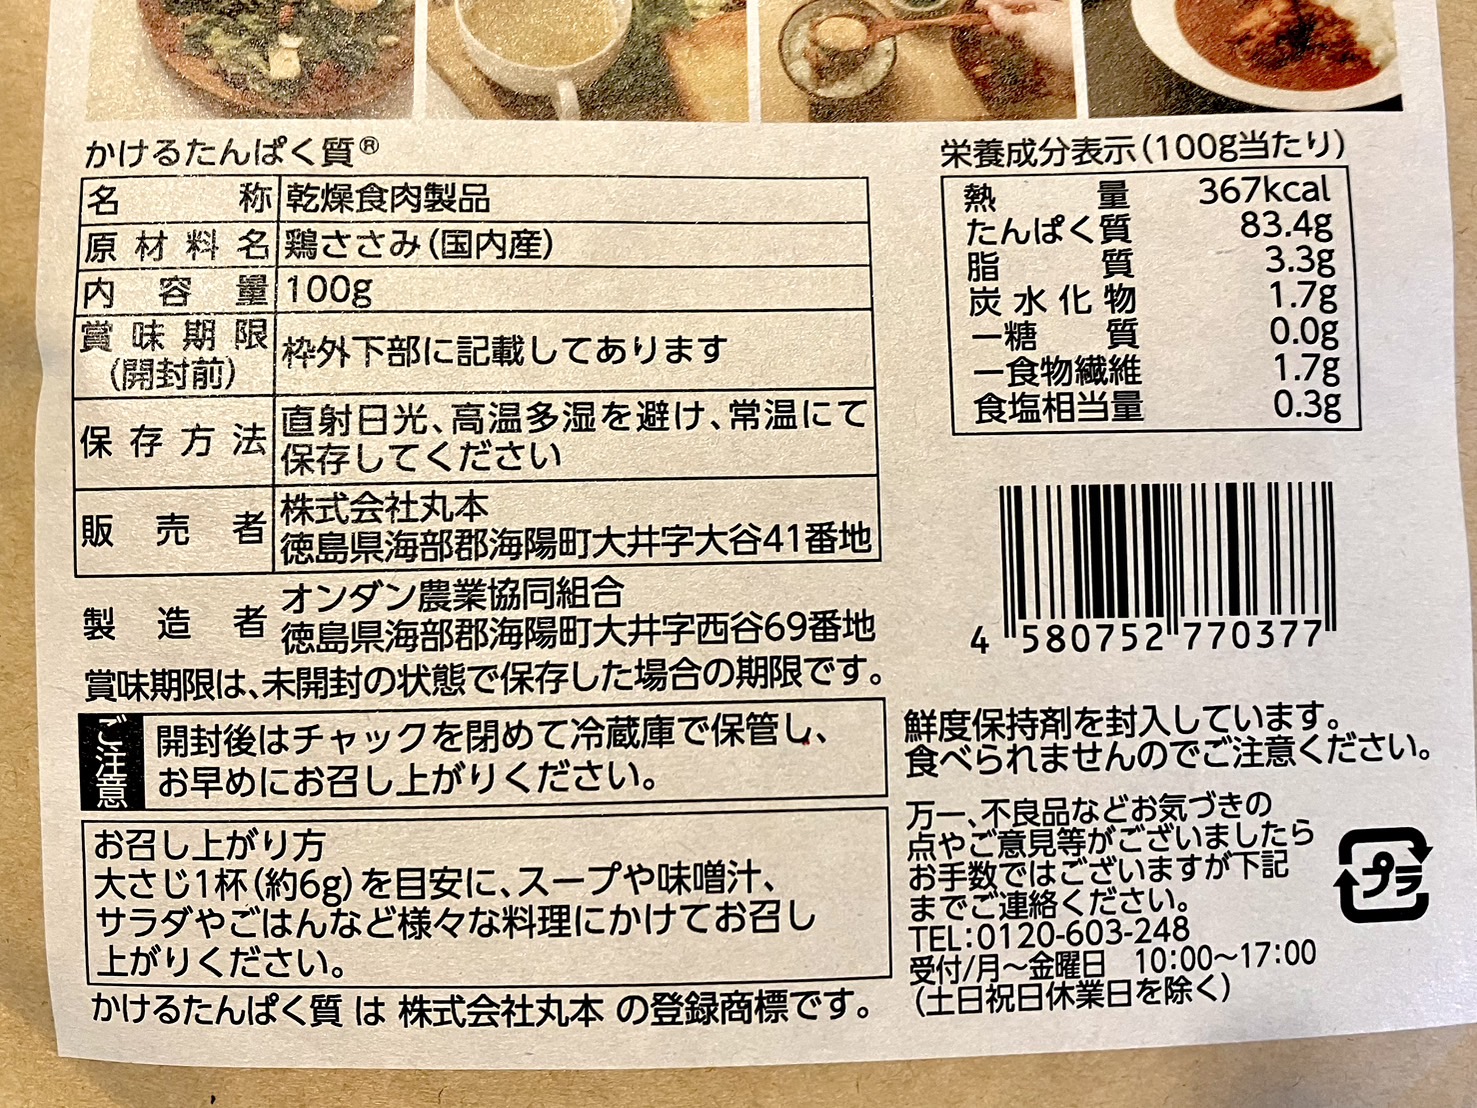 かけるたんぱく質®
名称 乾燥食肉製品
原材料名 鶏ささみ(国内産)
内容量 100g
賞味期限(開封前) 枠外下部に記載してあります
保存方法 直射日光、高温多湿を避け、常温にて
保存してください
販売者 株式会社丸本
徳島県海部郡海陽町大井字大谷41番地
製造者 オンダン農業協同組合
徳島県海部郡海陽町大井字西谷69番地
賞味期限は、未開封の状態で保存した場合の期限です。
ご注意
開封後はチャックを閉めて冷蔵庫で保管し、
お早めにお召し上がりください。
お召し上がり方
大さじ1杯(約6g)を目安に、スープや味噌汁、
サラダやごはんなど様々な料理にかけてお召し
上がりください。
かけるたんぱく質 は 株式会社丸本 の登録商標です。
栄養成分表示(100g当たり)
熱量 367kcal
たんぱく質 83.4g
脂質 3.3g
炭水化物 1.7g
ー糖質 0.0g
ー食物繊維 1.7g
食塩相当量 0.3g
4 580752 770377
鮮度保持剤を封入しています。
食べられませんのでご注意ください。
万一、不良品などお気づきの
点やご意見等がございましたら
お手数ではございますが下記
までご連絡ください。
TEL:0120-603-248
受付/月〜金曜日 10:00〜17:00
(土日祝日休業日を除く)
プラ